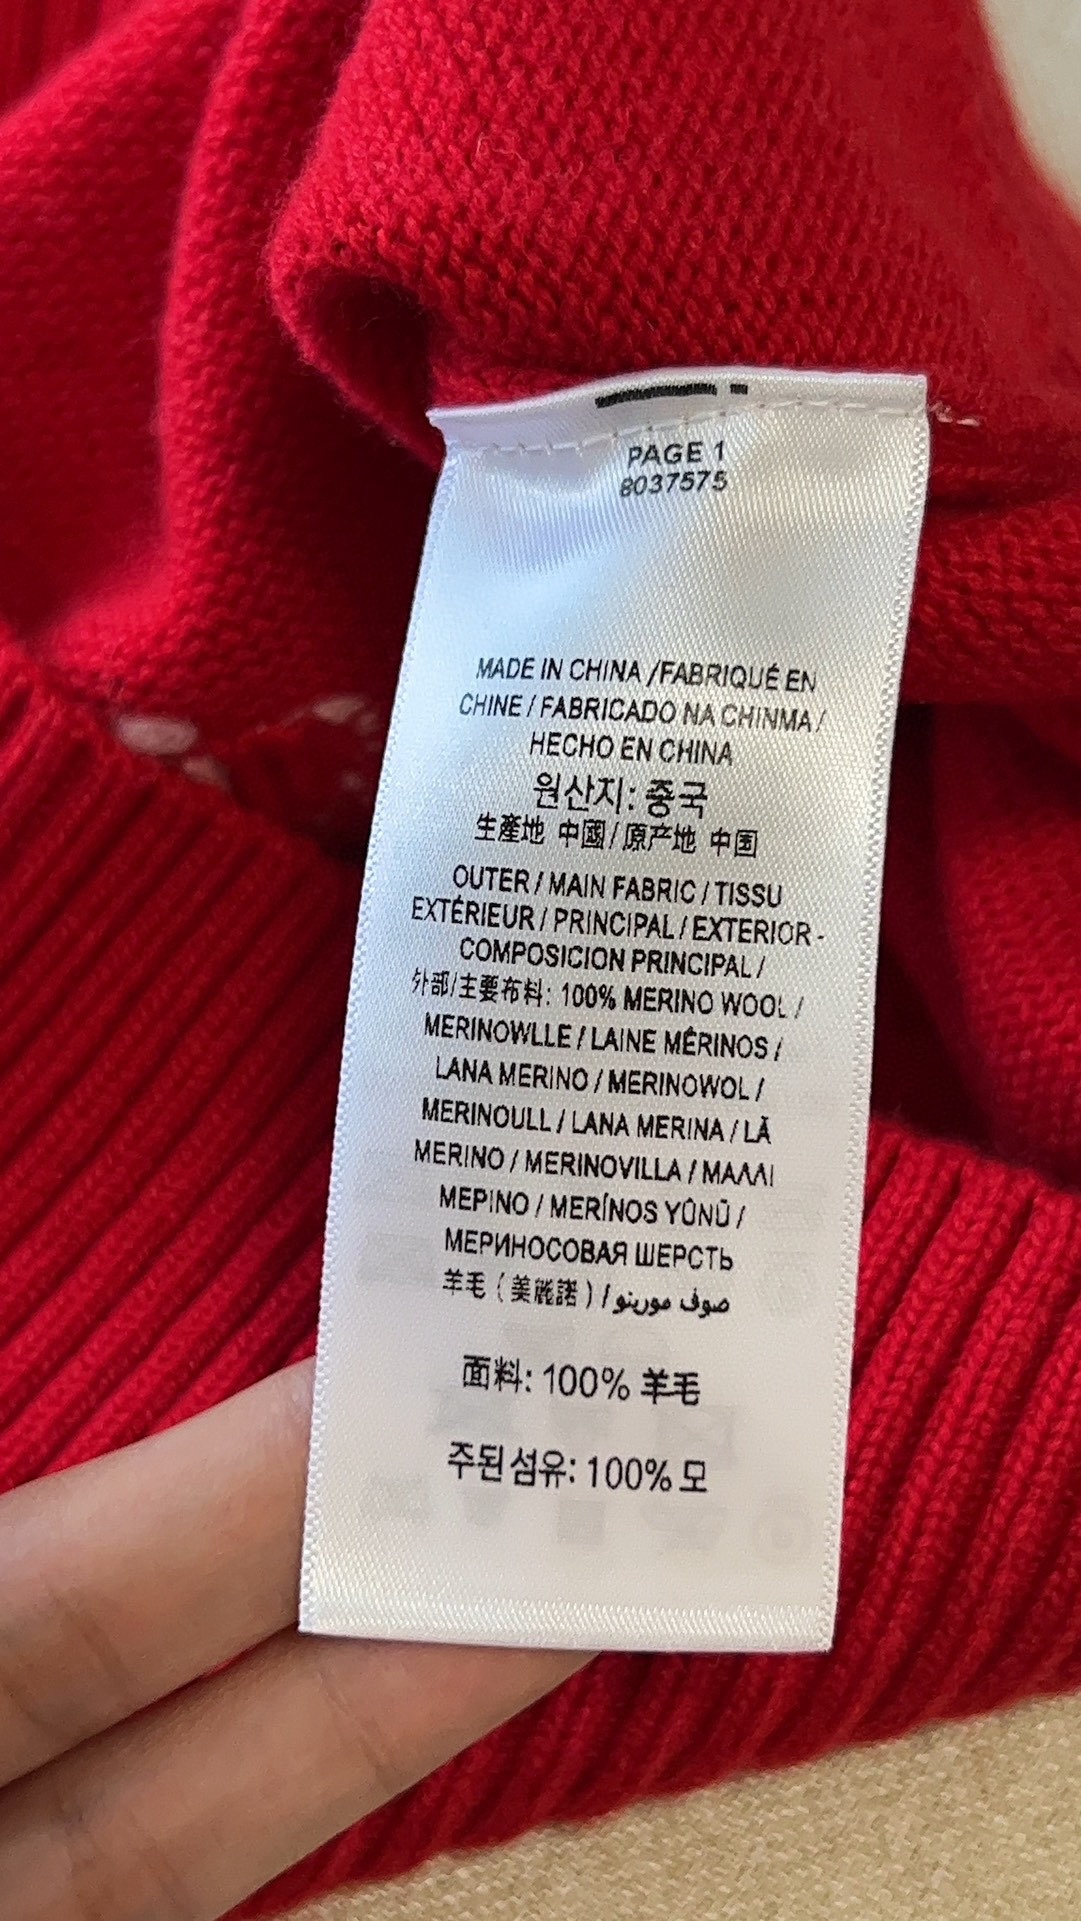 PAGE 1
8037575
MADE IN CHINA /FABRIQUÉ EN
CHINE / FABRICADO NA CHINMA /
HECHO EN CHINA
원산지: 중국
生產地 中國/原产地 中国
OUTER / MAIN FABRIC / TISSU
EXTÉRIEUR / PRINCIPAL / EXTERIOR -
COMPOSICION PRINCIPAL /
外部/主要布料: 100% MERINO WOOL /
MERINOWLLE / LAINE MÉRINOS /
LANA MERINO / MERINOWOL /
MERINOULL / LANA MERINA / LÃ
MERINO / MERINOVILLA / ΜΑΛΛΙ
ΜΕΡΙΝΟ / MERÍNOS YÛNÛ /
МЕРИНОСОВАЯ ШЕРСТЬ
羊毛 ( 美麗諾 ) / صوف مورينو
面料: 100% 羊毛
주된섬유: 100% 모